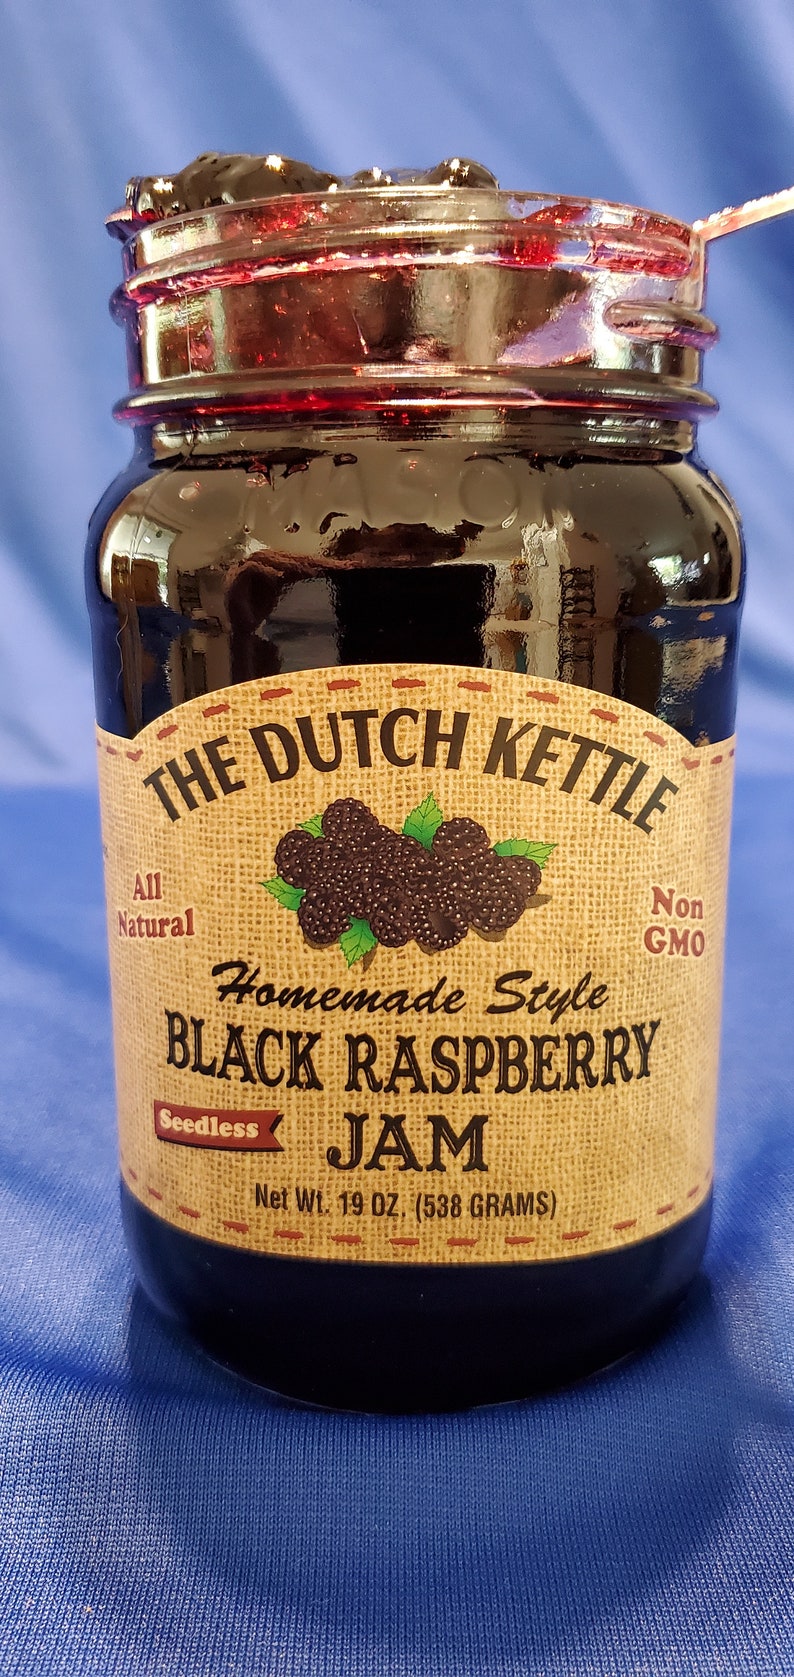 MASON
THE DUTCH KETTLE
All
Natural
Non
GMO
Homemade Style
BLACK RASPBERRY
Seedless
JAM
Net Wt. 19 OZ. (538 GRAMS)